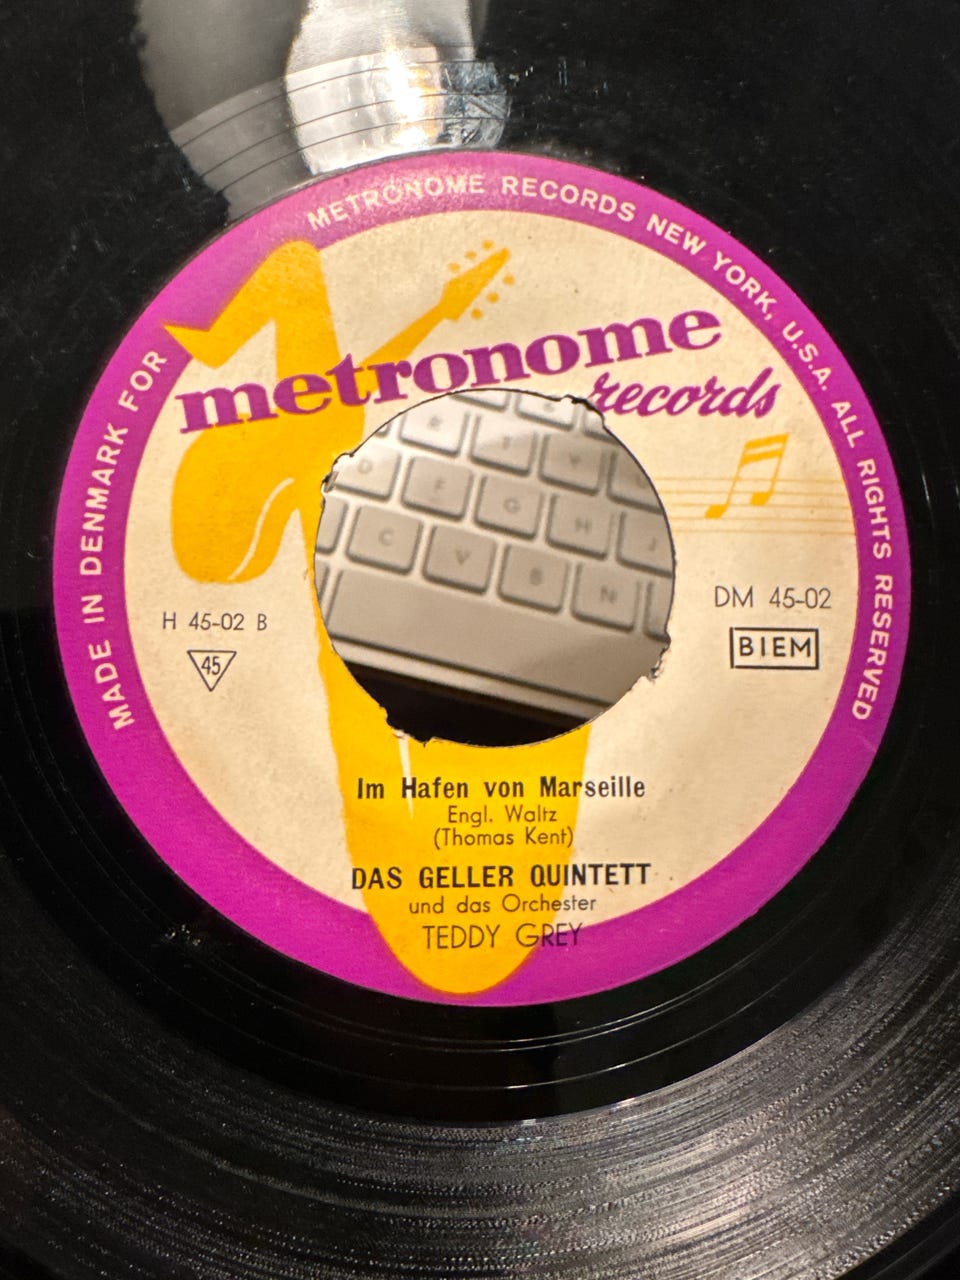 MADE IN DENMARK FOR METRONOME RECORDS NEW YORK, U.S.A. ALL RIGHTS RESERVED
metronome
records
H 45-02 B
45
DM 45-02
BIEM
Im Hafen von Marseille
Engl. Waltz
(Thomas Kent)
DAS GELLER QUINTETT
und das Orchester
TEDDY GREY
D
F
G
H
J
C
V
B
N